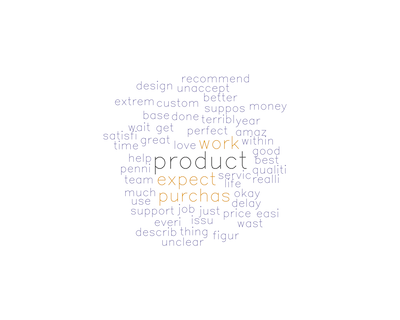 recommend
design unaccept
better
extrem custom suppos money
base done terribl year
wait get perfect amaz
satisfi great love work within
time good
help product best
penni servic qualiti
team expect life realli
much purchas okay
use delay
support job just price easi
everi issu wast
describ thing figur
unclear